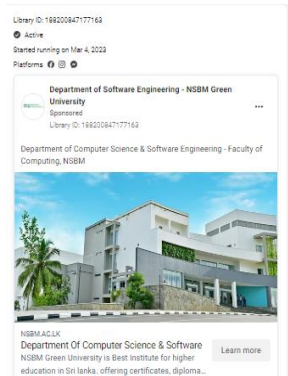 Library ID: 188200847177163
Active
Started running on Mar 4, 2023
Platforms
Department of Software Engineering - NSBM Green
University
Sponsored
Library ID: 188200847177163
Department of Computer Science & Software Engineering - Faculty of
Computing, NSBM
NSBM.AC.LK
Department Of Computer Science & Software
NSBM Green University is Best Institute for higher
education in Sri lanka. offering certificates, diploma...
Learn more